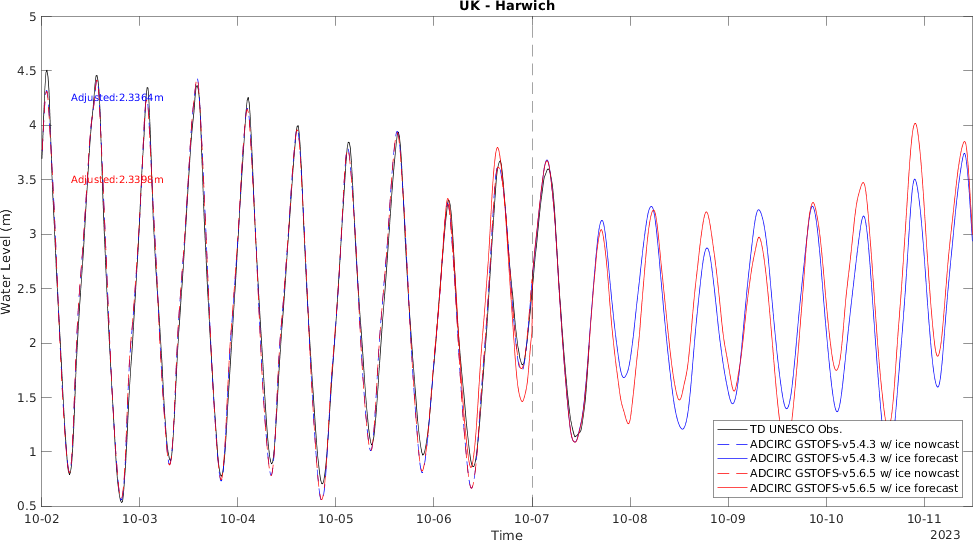 UK - Harwich
5
4.5
4
3.5
3
2.5
2
1.5
1
0.5
Water Level (m)
Adjusted:2.3364m
Adjusted:2.3398m
TD UNESCO Obs.
ADCIRC GSTOFS-v5.4.3 w/ ice nowcast
ADCIRC GSTOFS-v5.4.3 w/ ice forecast
ADCIRC GSTOFS-v5.6.5 w/ ice nowcast
ADCIRC GSTOFS-v5.6.5 w/ ice forecast
10-02 10-03 10-04 10-05 10-06 10-07 10-08 10-09 10-10 10-11
Time
2023